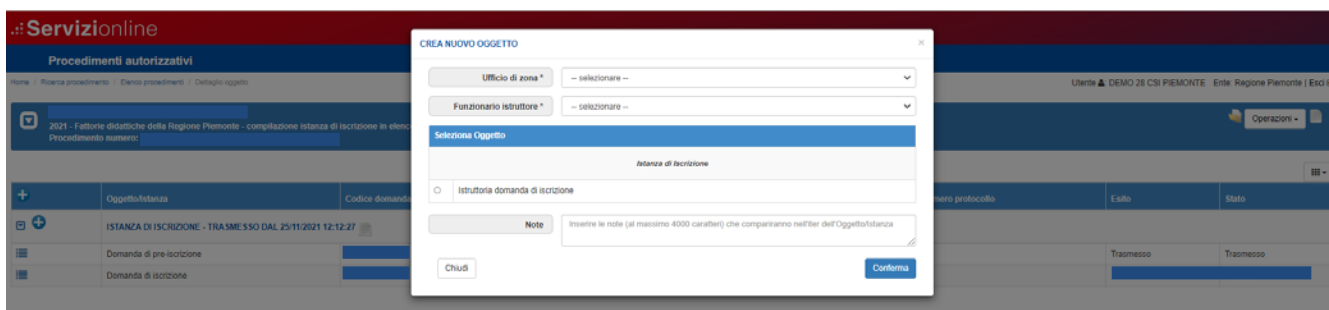 .:Servizionline
Procedimenti autorizzativi
Home / Ricerca procedimento / Elenco procedimenti / Dettaglio oggetto
Utente DEMO 28 CSI PIEMONTE Ente: Regione Piemonte | Esci
2021 - Fattorie didattiche della Regione Piemonte - compilazione istanza di iscrizione in elenc
Procedimento numero:
Operazioni
CREA NUOVO OGGETTO ×
Ufficio di zona * -- selezionare --
Funzionario istruttore * -- selezionare --
Seleziona Oggetto
Istanza di Iscrizione
Istruttoria domanda di iscrizione
Note Inserire le note (al massimo 4000 caratteri) che compariranno nell'iter dell'Oggetto/Istanza
Chiudi Conferma
Oggetto/Istanza Codice domanda mero protocollo Esito Stato
ISTANZA DI ISCRIZIONE - TRASMESSO DAL 25/11/2021 12:12:27
Domanda di pre-iscrizione Trasmesso Trasmesso
Domanda di iscrizione